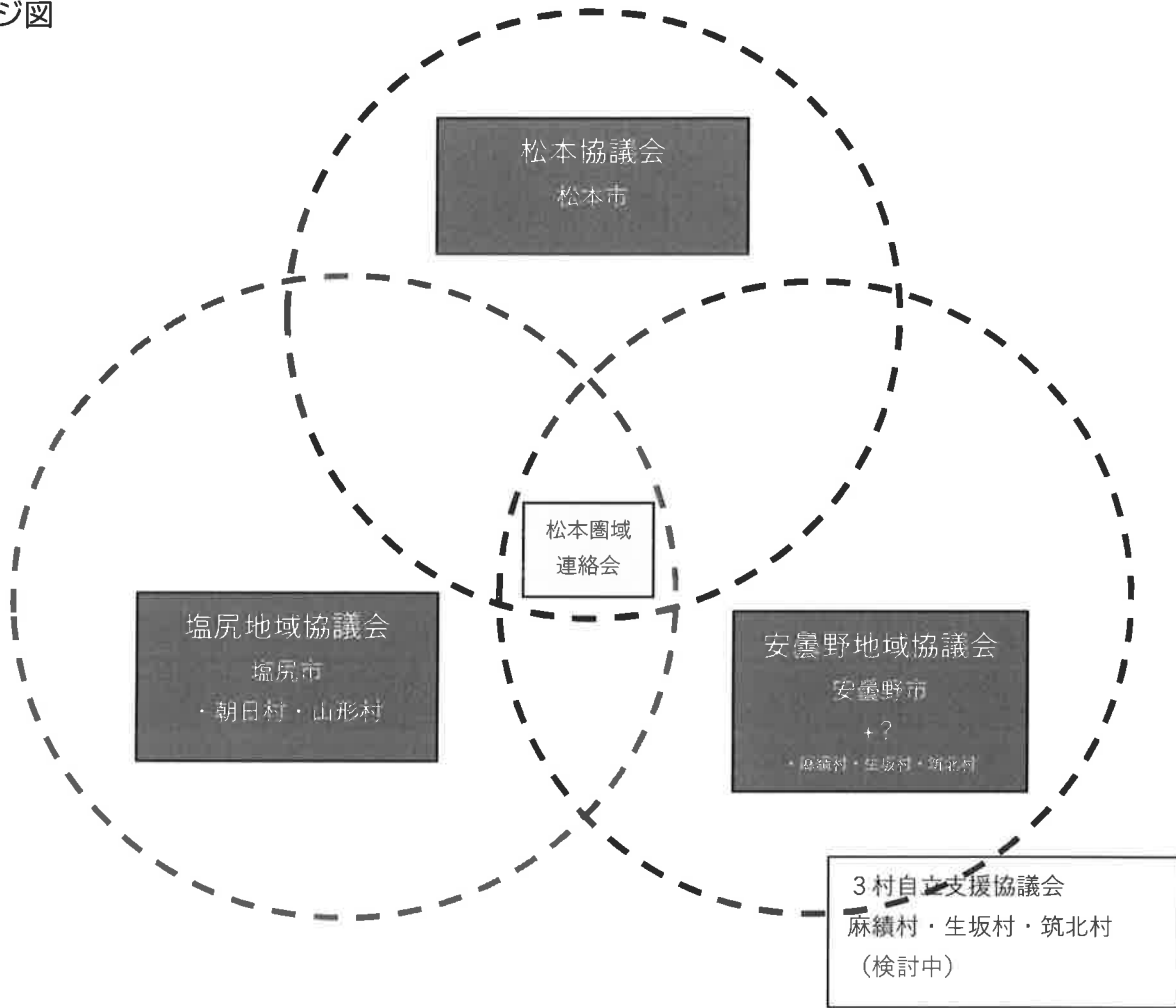 ジ図
松本協議会
松本市
松本圏域
連絡会
塩尻地域協議会
塩尻市
・朝日村・山形村
安曇野地域協議会
安曇野市
+?
・麻績村・生坂村・筑北村
3村自立支援協議会
麻績村・生坂村・筑北村
（検討中）